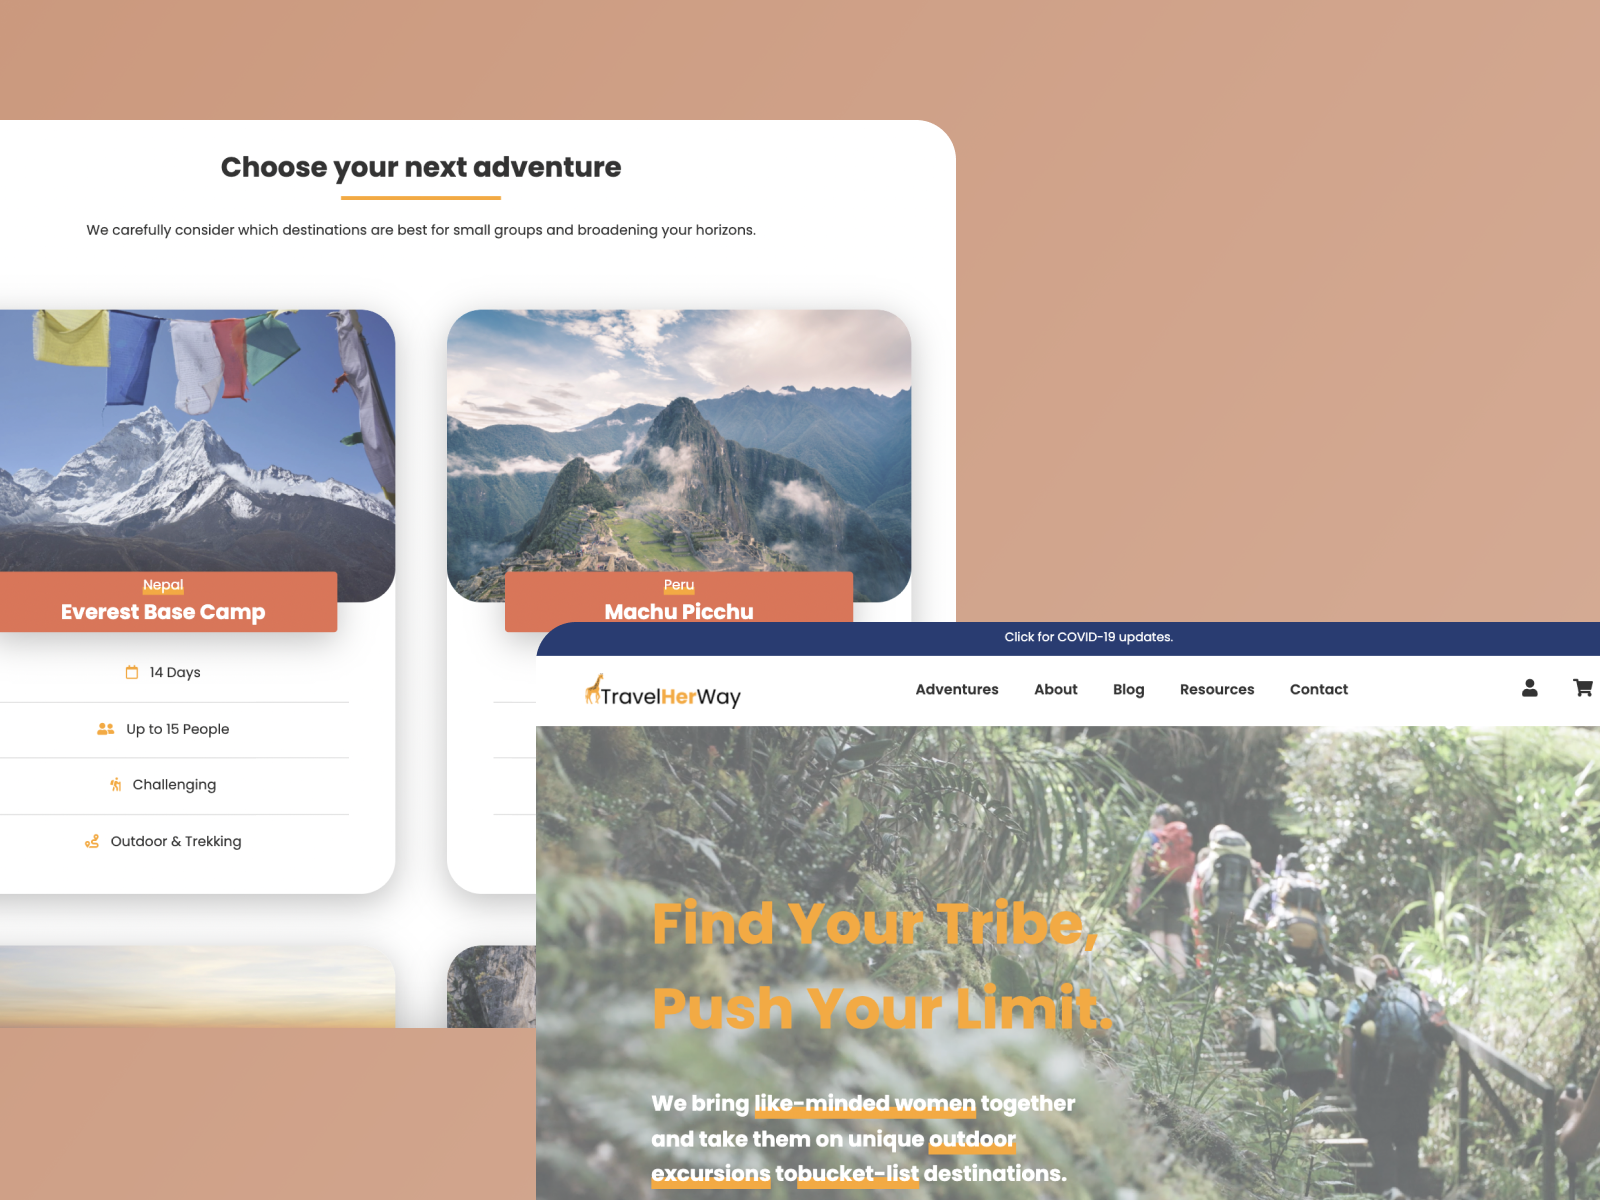 Choose your next adventure
We carefully consider which destinations are best for small groups and broadening your horizons.
Nepal
Everest Base Camp
14 Days
Up to 15 People
Challenging
Outdoor & Trekking
Peru
Machu Picchu
Click for COVID-19 updates.
TravelHerWay
Adventures About Blog Resources Contact
Find Your Tribe,
Push Your Limit.
We bring like-minded women together
and take them on unique outdoor
excursions tobucket-list destinations.